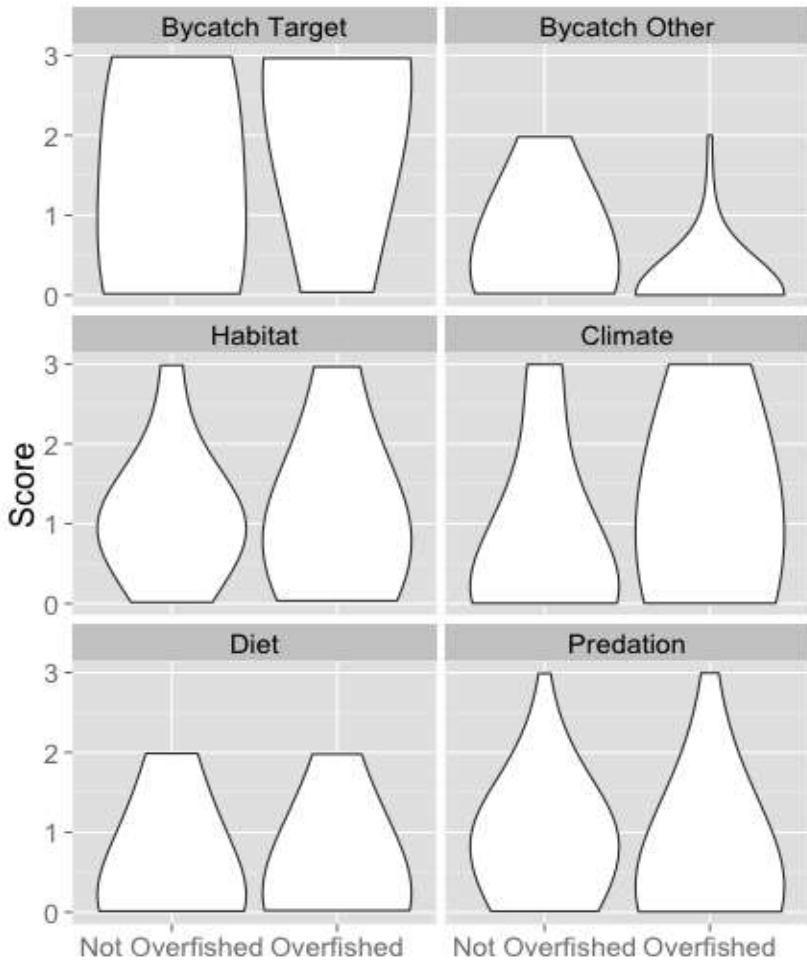 Bycatch Target Bycatch Other
3
2
1
0
Habitat Climate
3
2
1
0
Score
Diet Predation
3
2
1
0
Not Overfished Overfished Not Overfished Overfished